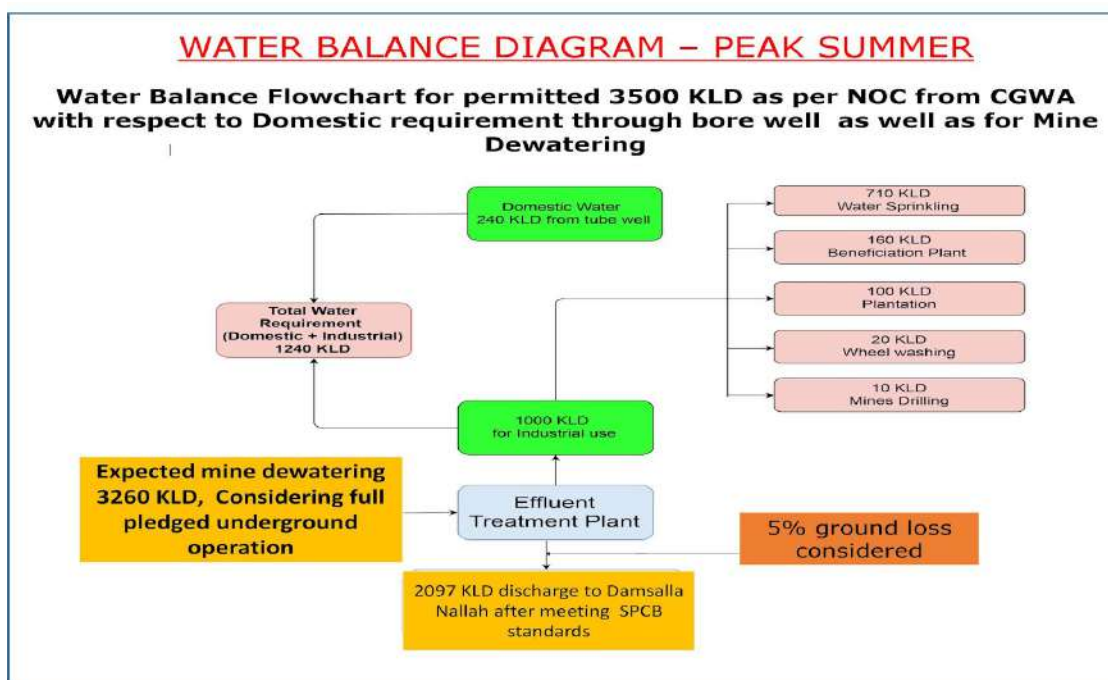 WATER BALANCE DIAGRAM – PEAK SUMMER
Water Balance Flowchart for permitted 3500 KLD as per NOC from CGWA
with respect to Domestic requirement through bore well as well as for Mine
Dewatering
Domestic Water
240 KLD from tube well
710 KLD
Water Sprinkling
160 KLD
Beneficiation Plant
100 KLD
Plantation
20 KLD
Wheel washing
10 KLD
Mines Drilling
Total Water
Requirement
(Domestic + Industrial)
1240 KLD
1000 KLD
for Industrial use
Expected mine dewatering
3260 KLD, Considering full
pledged underground
operation
Effluent
Treatment Plant
5% ground loss
considered
2097 KLD discharge to Damsalla
Nallah after meeting SPCB
standards